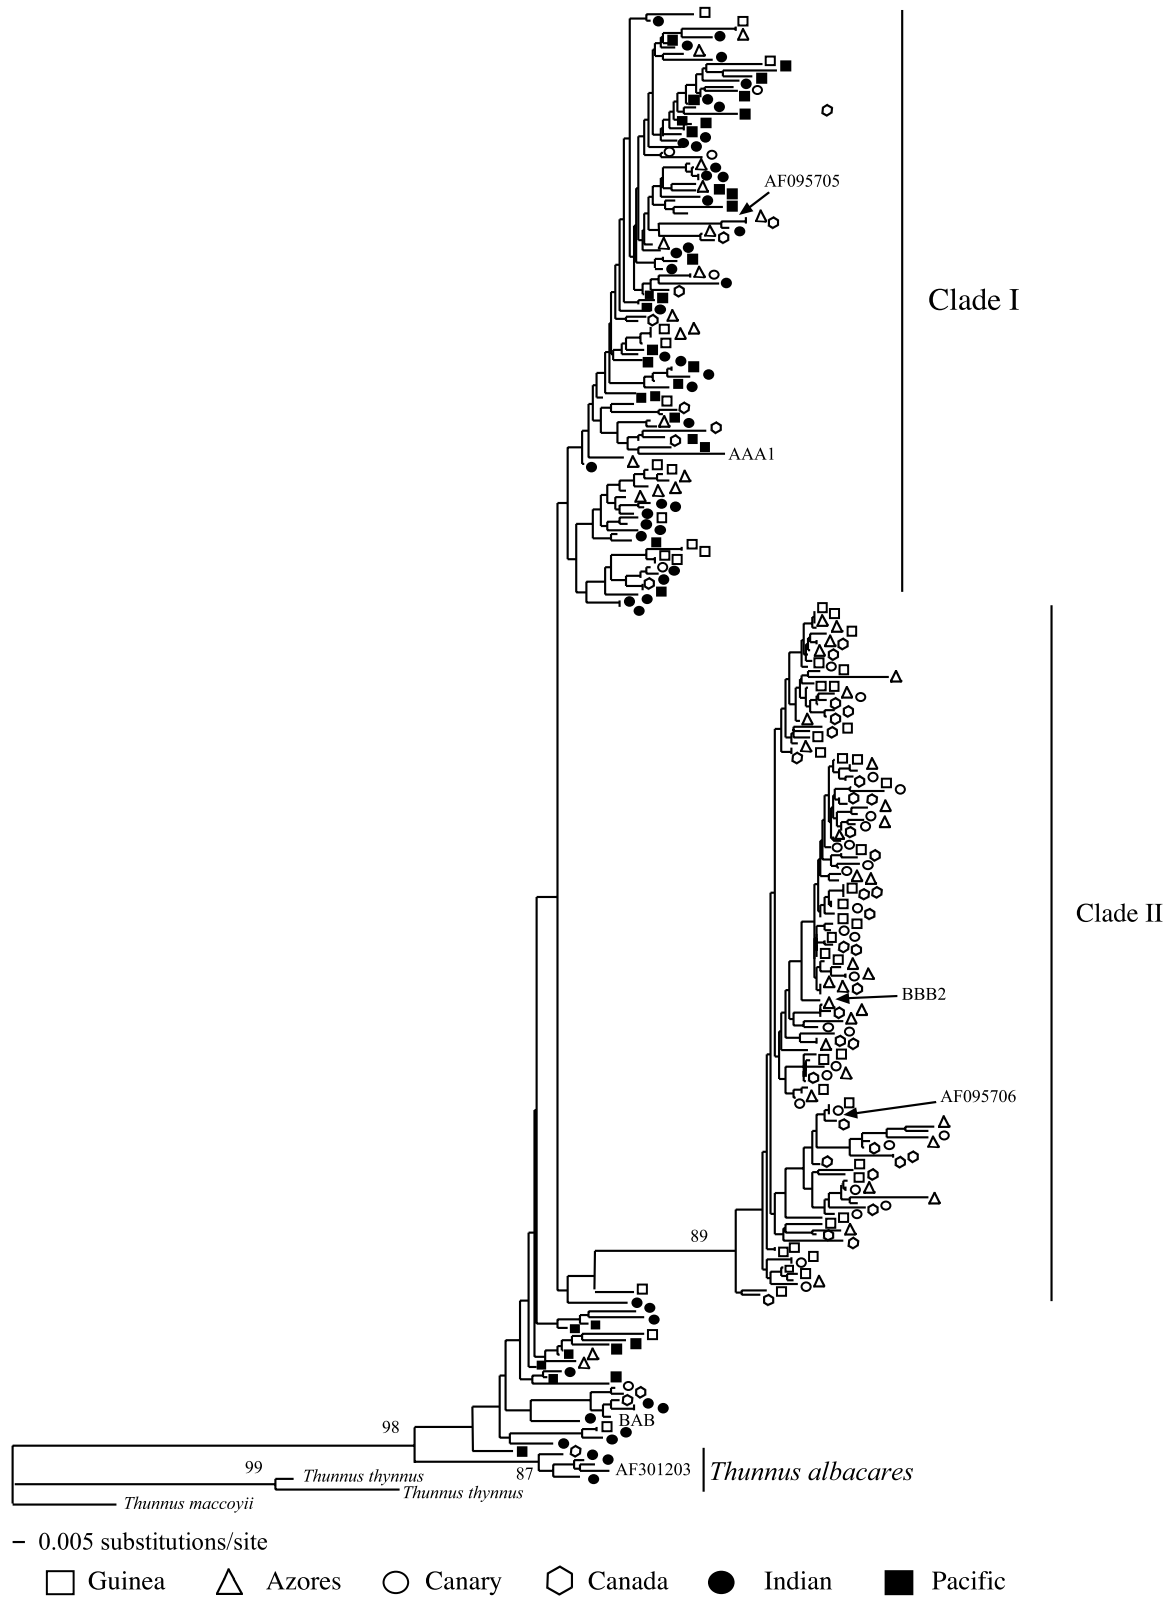 AF095705
Clade I
AAA1
BBB2
Clade II
AF095706
89
98
BAB
99
87
AF301203
Thunnus albacares
Thunnus thynnus
Thunnus thynnus
Thunnus maccoyii
0.005 substitutions/site
Guinea Azores Canary Canada Indian Pacific